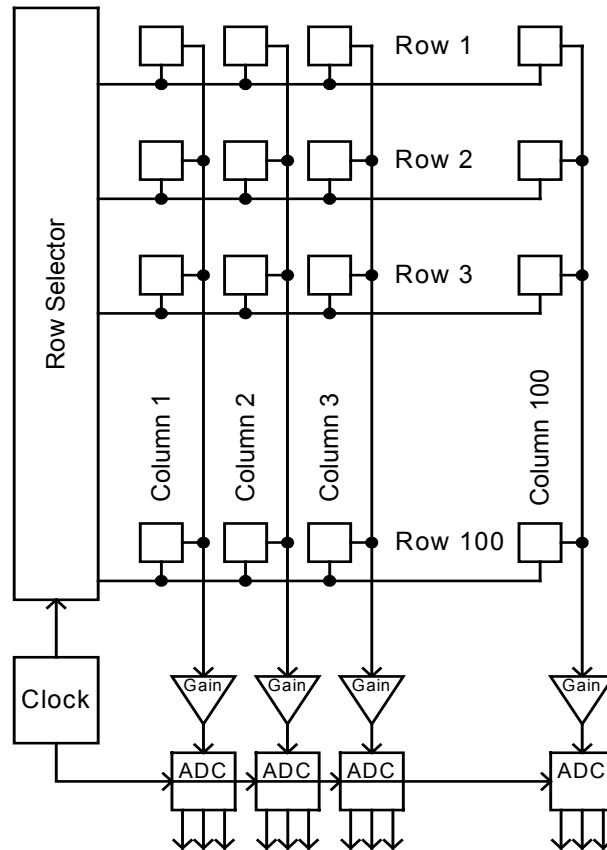 Row 1
Row 2
Row 3
Row Selector
Column 1
Column 2
Column 3
Column 100
Row 100
Clock
Gain
Gain
Gain
Gain
ADC
ADC
ADC
ADC